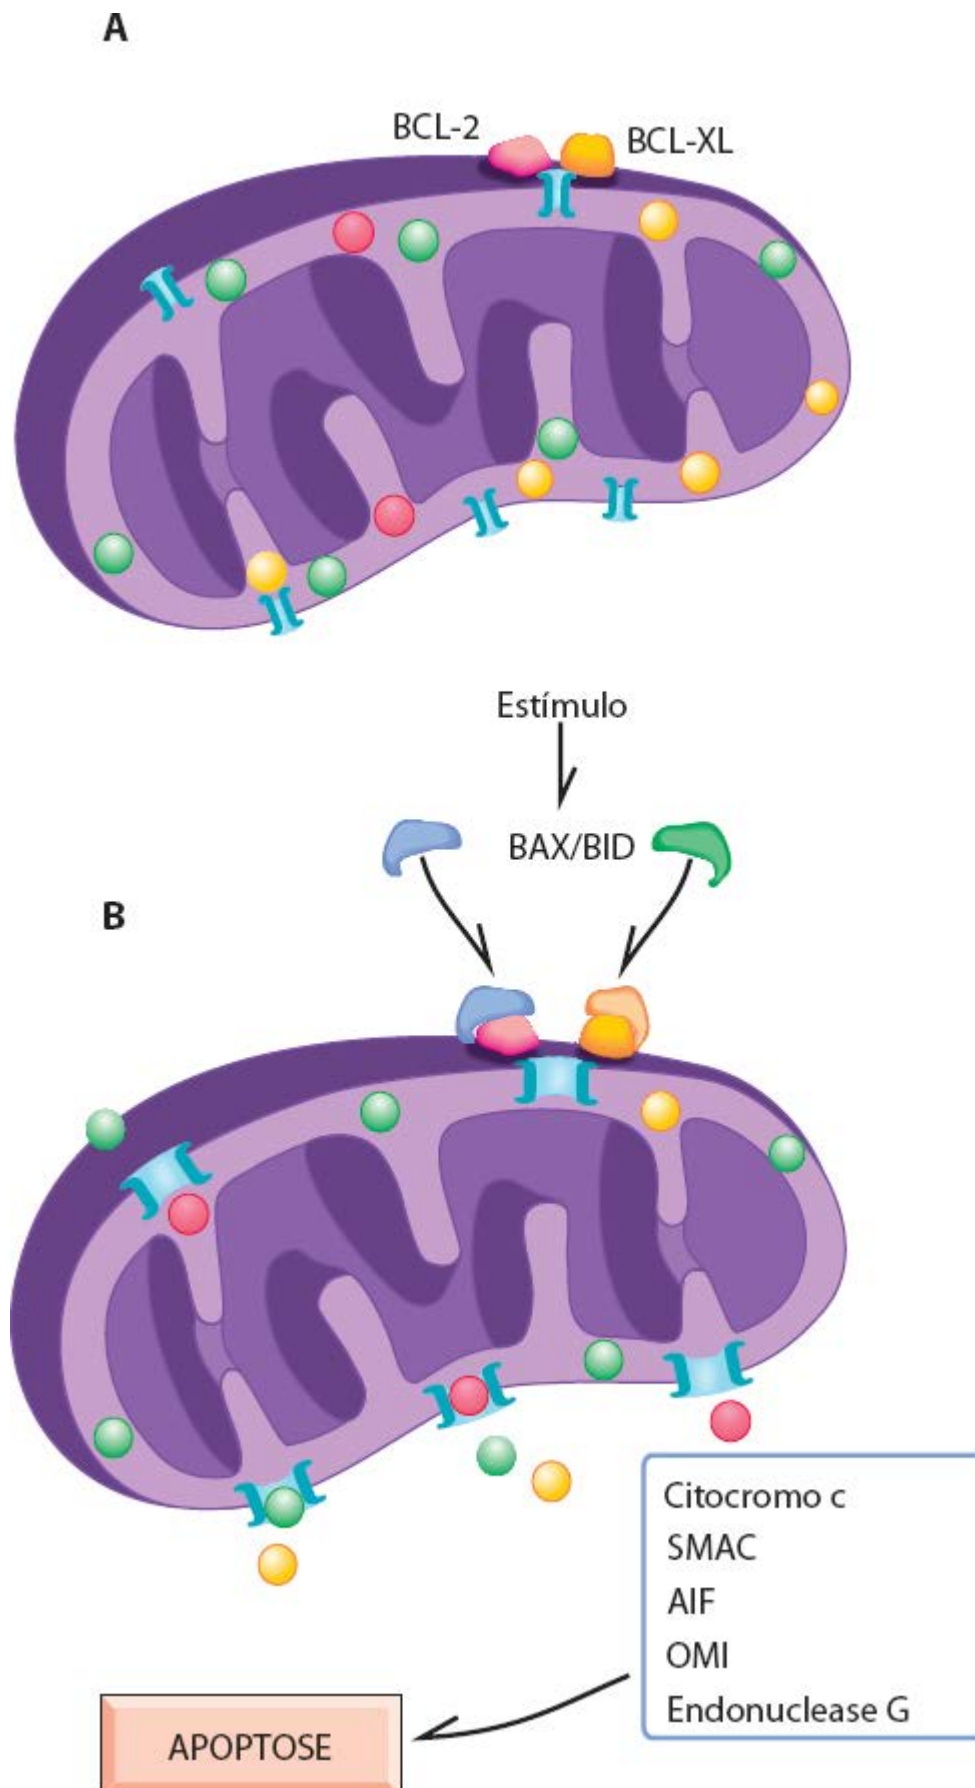 A
BCL-2
BCL-XL
Estímulo
BAX/BID
B
Citocromo c
SMAC
AIF
OMI
Endonuclease G
APOPTOSE